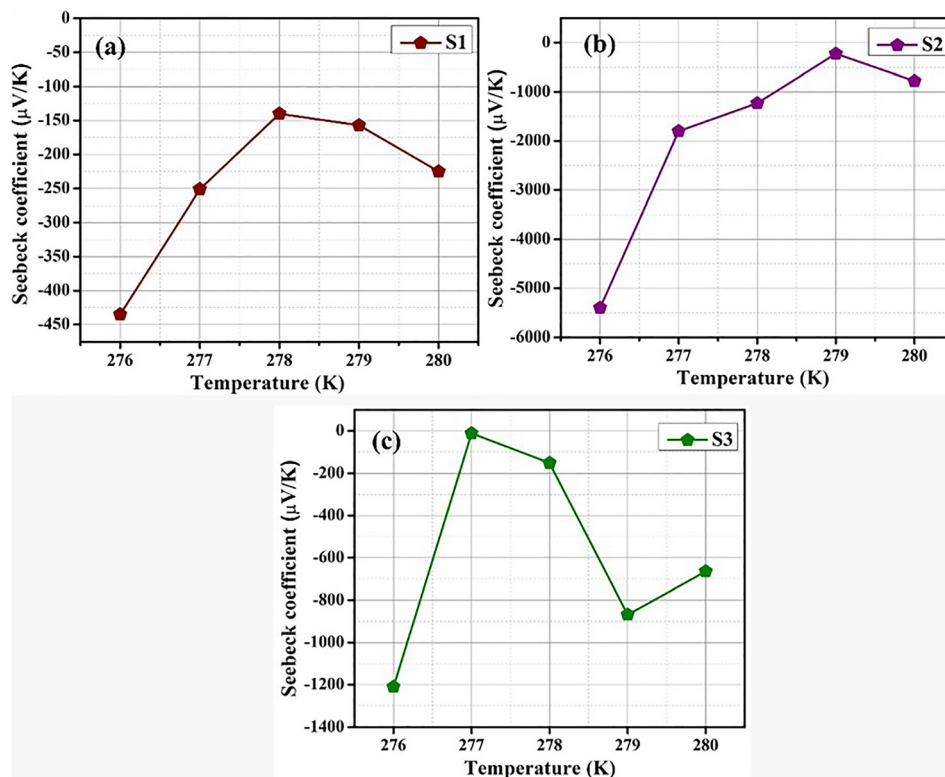 (a)
S1
Seebeck coefficient (µV/K)
0
-50
-100
-150
-200
-250
-300
-350
-400
-450
276 277 278 279 280
Temperature (K)
(b)
S2
Seebeck coefficient (µV/K)
0
-1000
-2000
-3000
-4000
-5000
-6000
276 277 278 279 280
Temperature (K)
(c)
S3
Seebeck coefficient (µV/K)
0
-200
-400
-600
-800
-1000
-1200
-1400
276 277 278 279 280
Temperature (K)